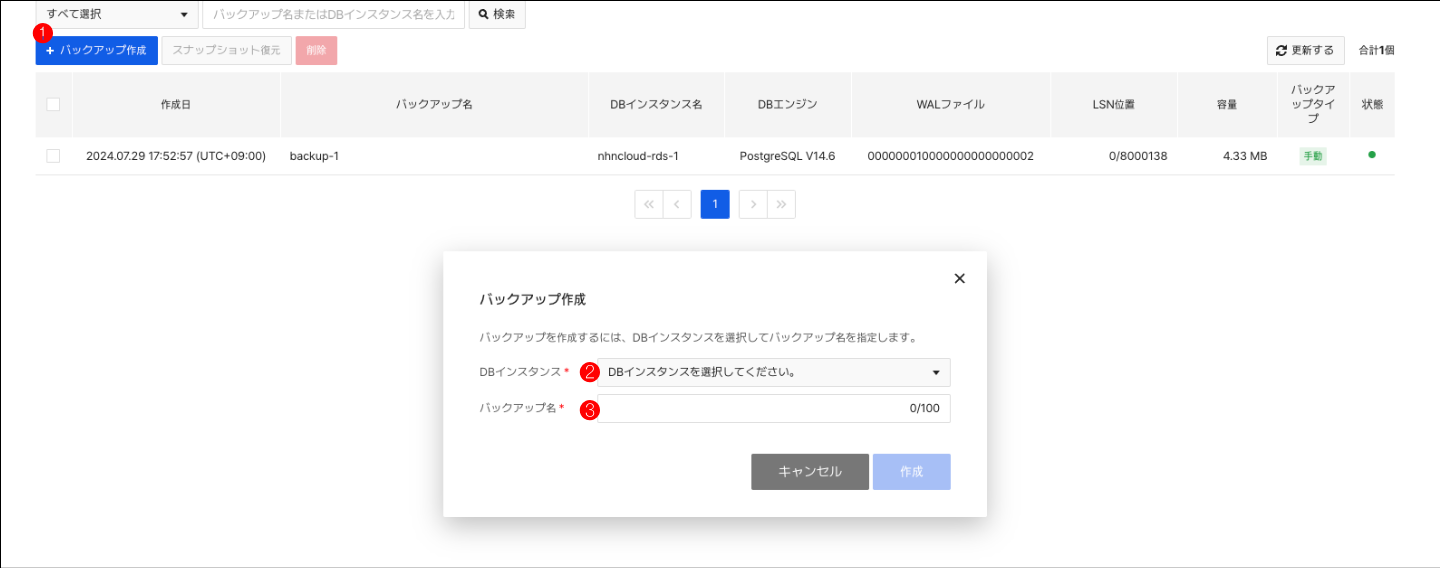 すべて選択 バックアップ名またはDBインスタンス名を入力 検索
1
+ バックアップ作成 スナップショット復元 削除 更新する 合計1個
作成日 バックアップ名 DBインスタンス名 DBエンジン WALファイル LSN位置 容量 バックアップタイプ 状態
2024.07.29 17:52:57 (UTC+09:00) backup-1 nhncloud-rds-1 PostgreSQL V14.6 000000010000000000000002 0/8000138 4.33 MB 手動
1
バックアップ作成
バックアップを作成するには、DBインスタンスを選択してバックアップ名を指定します。
DBインスタンス * 2 DBインスタンスを選択してください。
バックアップ名 * 3 0/100
キャンセル 作成